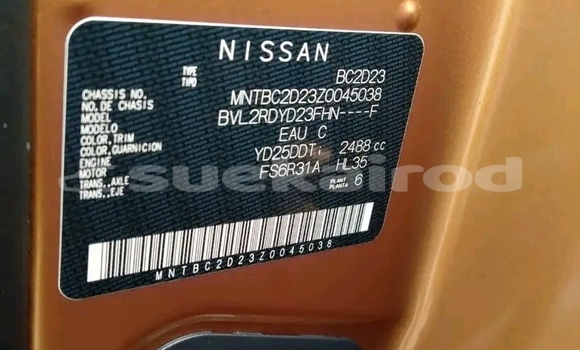 NISSAN
TYPE
TIPO BC2D23
CHASSIS NO.
NO. DE CHASIS MNTBC2D23Z0045038
MODEL
MODELO BVL2RDYD23FHN----F
COLOR,TRIM
COLOR,GUARNICION EAU C
ENGINE
MOTOR YD25DDTi 2488 cc
TRANS.,AXLE
TRANS.,EJE FS6R31A HL35
PLANT
PLANTA 6
MNTBC2D23Z0045038